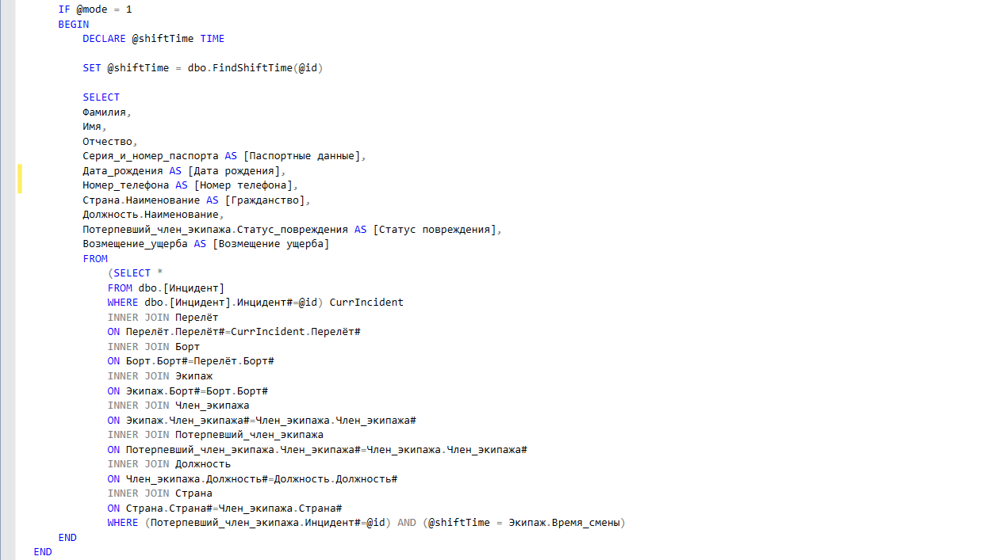 IF @mode = 1
BEGIN
DECLARE @shiftTime TIME
SET @shiftTime = dbo.FindShiftTime(@id)
SELECT
Фамилия,
Имя,
Отчество,
Серия_и_номер_паспорта AS [Паспортные данные],
Дата_рождения AS [Дата рождения],
Номер_телефона AS [Номер телефона],
Страна.Наименование AS [Гражданство],
Должность.Наименование,
Потерпевший_член_экипажа.Статус_повреждения AS [Статус повреждения],
Возмещение_ущерба AS [Возмещение ущерба]
FROM
(SELECT *
FROM dbo.[Инцидент]
WHERE dbo.[Инцидент].Инцидент#=@id) CurrIncident
INNER JOIN Перелёт
ON Перелёт.Перелёт#=CurrIncident.Перелёт#
INNER JOIN Борт
ON Борт.Борт#=Перелёт.Борт#
INNER JOIN Экипаж
ON Экипаж.Борт#=Борт.Борт#
INNER JOIN Член_экипажа
ON Экипаж.Член_экипажа#=Член_экипажа.Член_экипажа#
INNER JOIN Потерпевший_член_экипажа
ON Потерпевший_член_экипажа.Член_экипажа#=Член_экипажа.Член_экипажа#
INNER JOIN Должность
ON Член_экипажа.Должность#=Должность.Должность#
INNER JOIN Страна
ON Страна.Страна#=Член_экипажа.Страна#
WHERE (Потерпевший_член_экипажа.Инцидент#=@id) AND (@shiftTime = Экипаж.Время_смены)
END
END